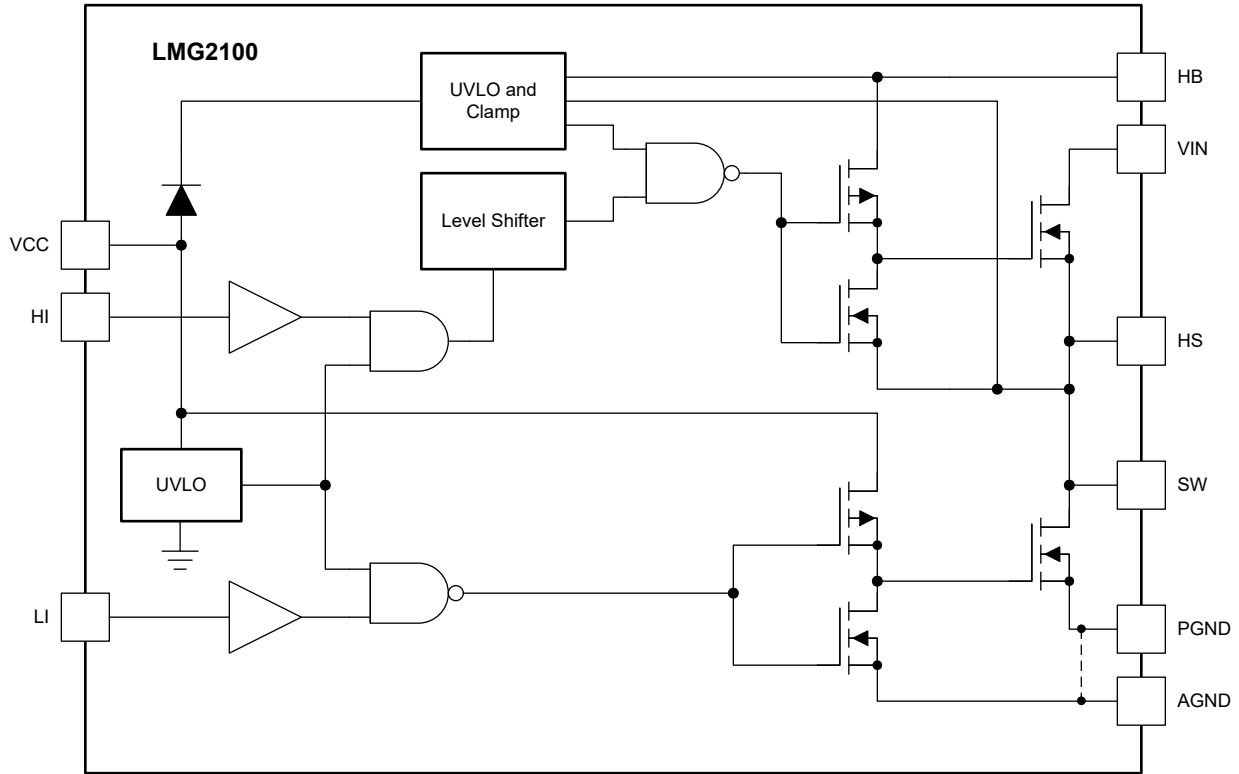 LMG2100
UVLO and
Clamp
HB
VIN
Level Shifter
VCC
HI
HS
UVLO
SW
LI
PGND
AGND